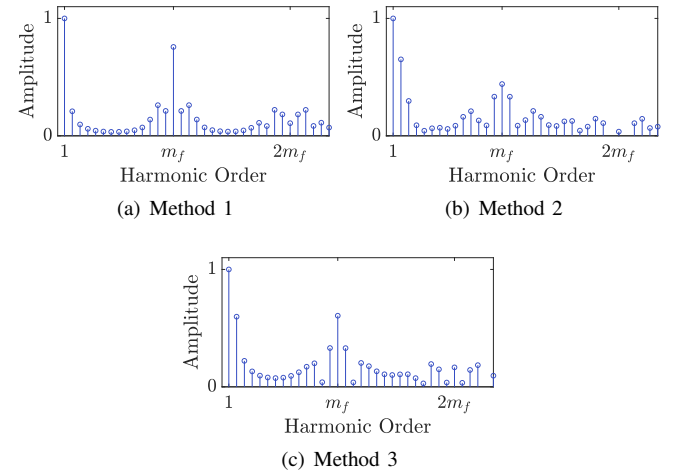 Amplitude
1
0
1
m_f
2m_f
Harmonic Order
(a) Method 1
Amplitude
1
0
1
m_f
2m_f
Harmonic Order
(b) Method 2
Amplitude
1
0
1
m_f
2m_f
Harmonic Order
(c) Method 3